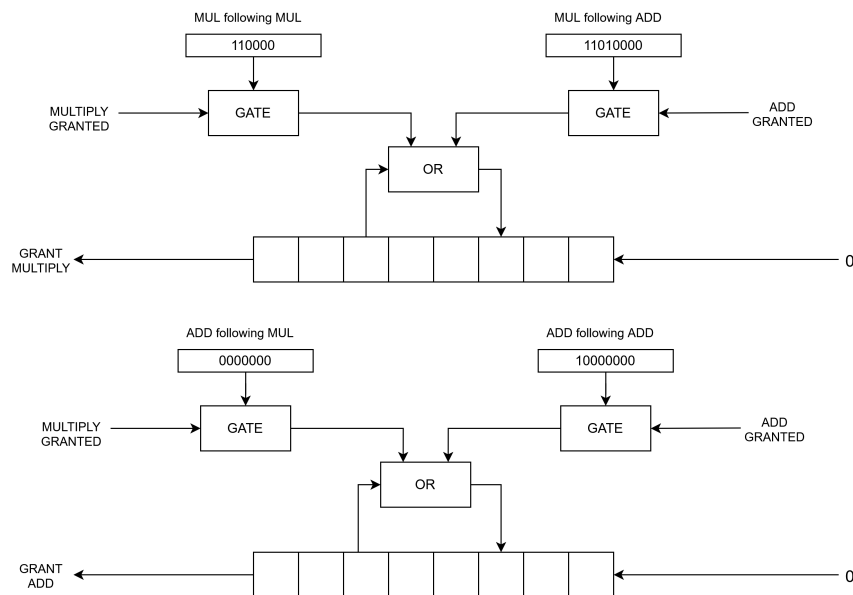 MUL following MUL
MUL following ADD
110000
11010000
MULTIPLY
GRANTED
GATE
GATE
ADD
GRANTED
OR
GRANT
MULTIPLY
0
ADD following MUL
ADD following ADD
0000000
10000000
MULTIPLY
GRANTED
GATE
GATE
ADD
GRANTED
OR
GRANT
ADD
0